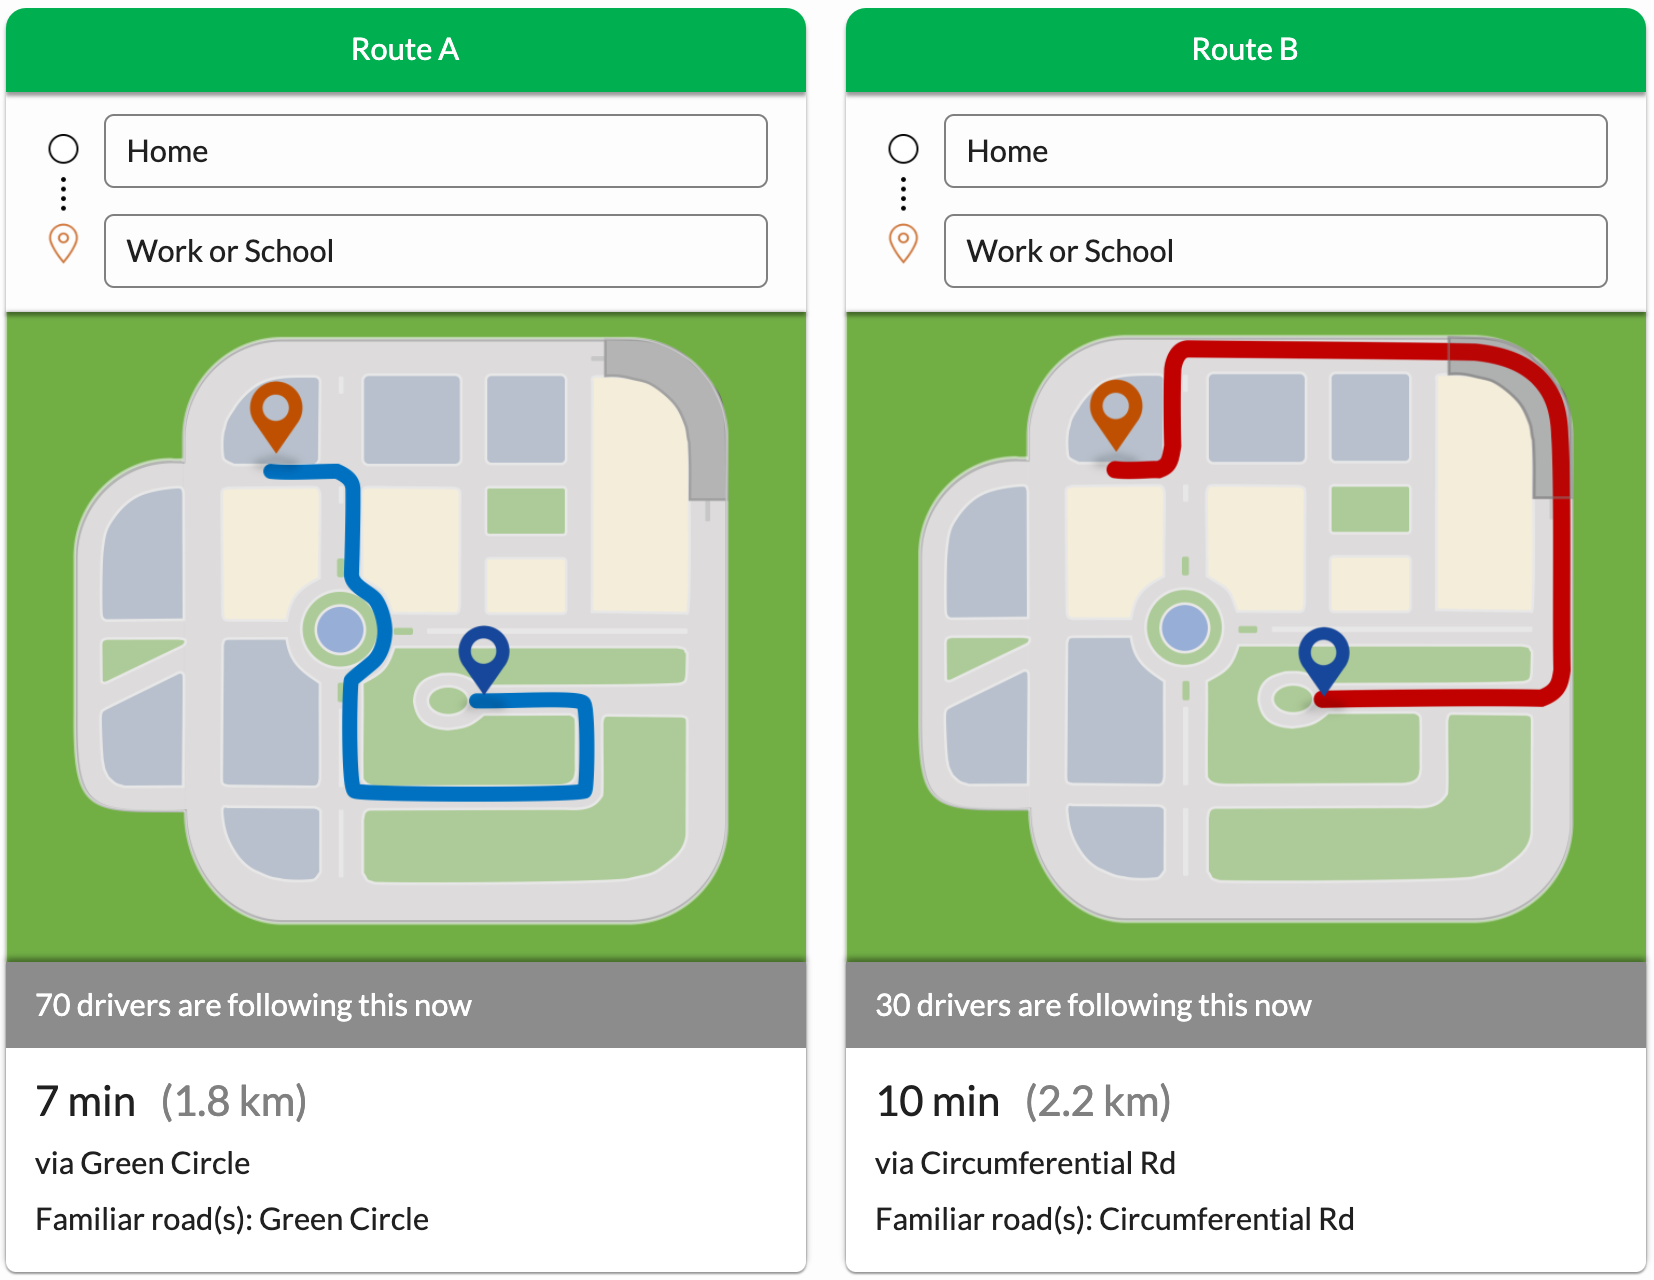 Route A
Home
Work or School
70 drivers are following this now
7 min (1.8 km)
via Green Circle
Familiar road(s): Green Circle
Route B
Home
Work or School
30 drivers are following this now
10 min (2.2 km)
via Circumferential Rd
Familiar road(s): Circumferential Rd